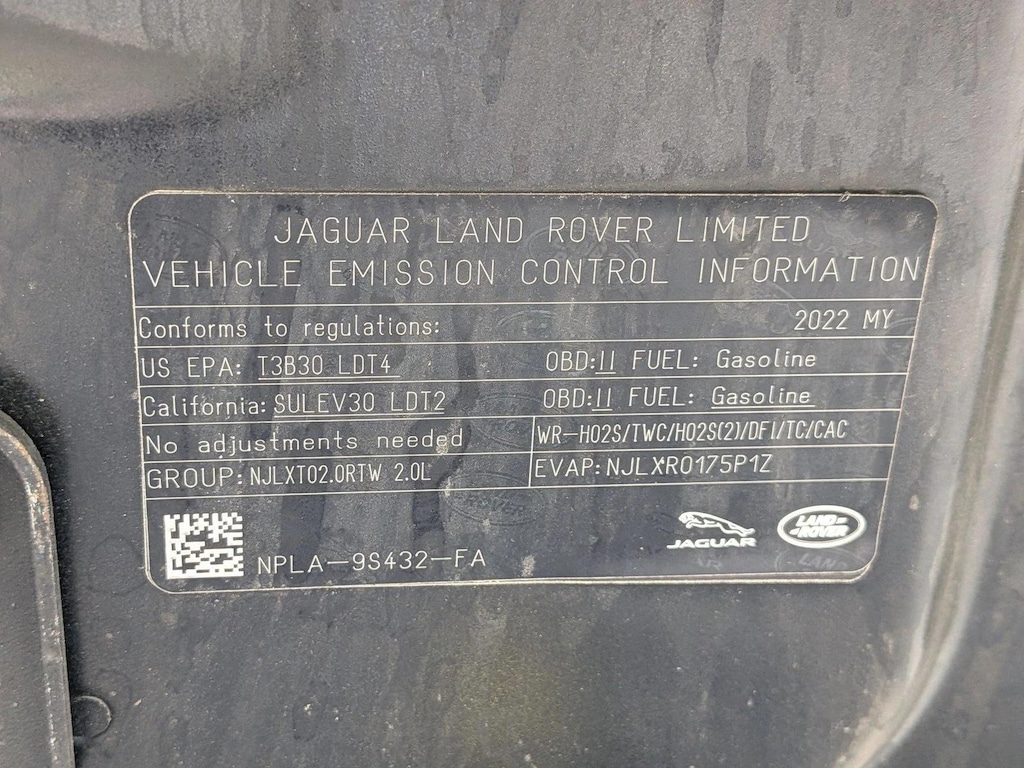 JAGUAR LAND ROVER LIMITED
VEHICLE EMISSION CONTROL INFORMATION
Conforms to regulations: 2022 MY
US EPA: T3B30 LDT4 OBD:II FUEL: Gasoline
California: SULEV30 LDT2 OBD:II FUEL: Gasoline
No adjustments needed WR-HO2S/TWC/HO2S(2)/DFI/TC/CAC
GROUP: NJLXT02.0RTW 2.0L EVAP: NJLXR0175P1Z
NPLA-9S432-FA
JAGUAR
LAND-
-ROVER